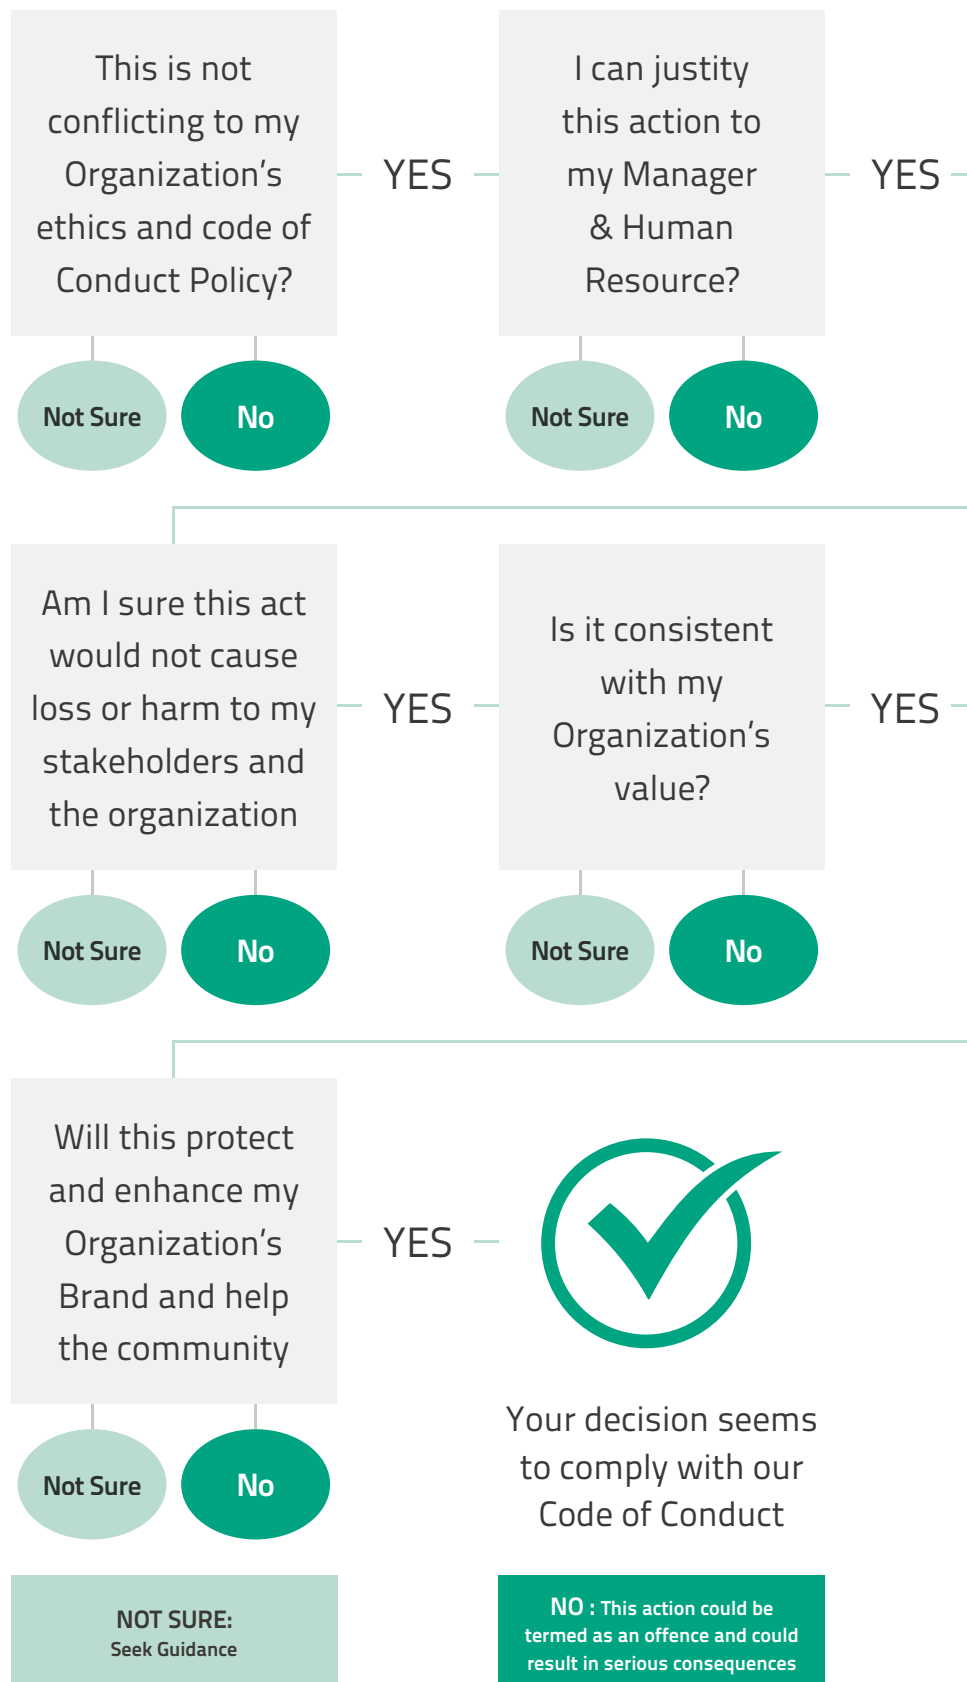 This is not
conflicting to my
Organization's
ethics and code of
Conduct Policy?
YES
Not Sure
No
I can justity
this action to
my Manager
& Human
Resource?
YES
Not Sure
No
Am I sure this act
would not cause
loss or harm to my
stakeholders and
the organization
YES
Not Sure
No
Is it consistent
with my
Organization's
value?
YES
Not Sure
No
Will this protect
and enhance my
Organization's
Brand and help
the community
YES
Not Sure
No
Your decision seems
to comply with our
Code of Conduct
NOT SURE:
Seek Guidance
NO : This action could be
termed as an offence and could
result in serious consequences